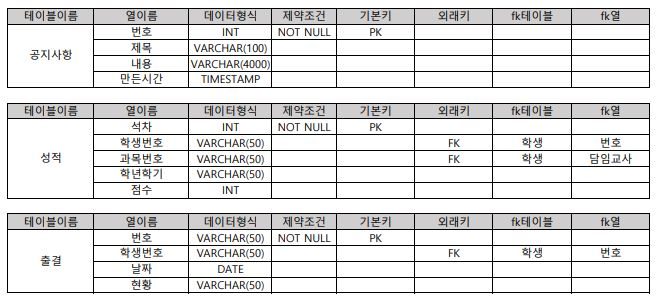 테이블이름 열이름 데이터형식 제약조건 기본키 외래키 fk테이블 fk열
공지사항 번호 INT NOT NULL PK
제목 VARCHAR(100)
내용 VARCHAR(4000)
만든시간 TIMESTAMP
테이블이름 열이름 데이터형식 제약조건 기본키 외래키 fk테이블 fk열
성적 석차 INT NOT NULL PK
학생번호 VARCHAR(50) FK 학생 번호
과목번호 VARCHAR(50) FK 학생 담임교사
학년학기 VARCHAR(50)
점수 INT
테이블이름 열이름 데이터형식 제약조건 기본키 외래키 fk테이블 fk열
출결 번호 VARCHAR(50) NOT NULL PK
학생번호 VARCHAR(50) FK 학생 번호
날짜 DATE
현황 VARCHAR(50)